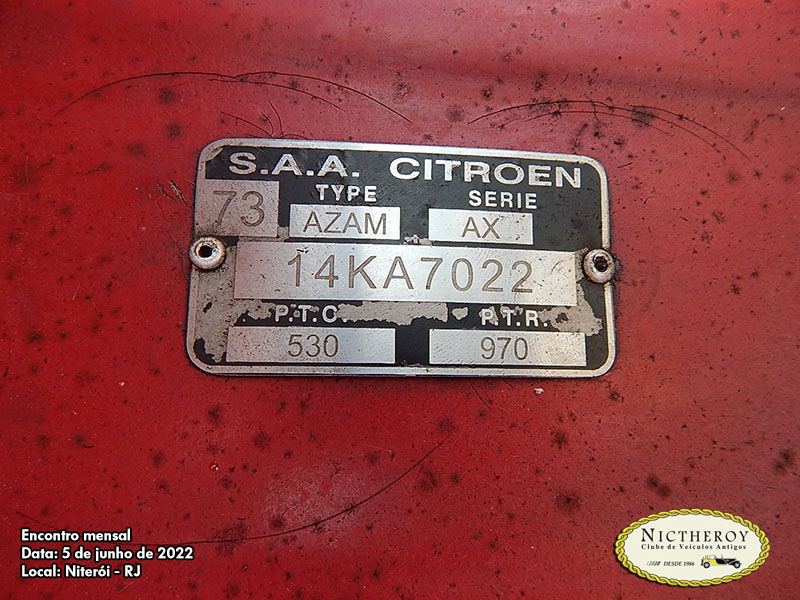 S.A.A. CITROEN
73
TYPE SERIE
AZAM AX
14KA7022
P.T.C. P.T.R.
530 970
Encontro mensal
Data: 5 de junho de 2022
Local: Niterói - RJ
NICTHEROY
Clube de Veículos Antigos
DESDE 1986